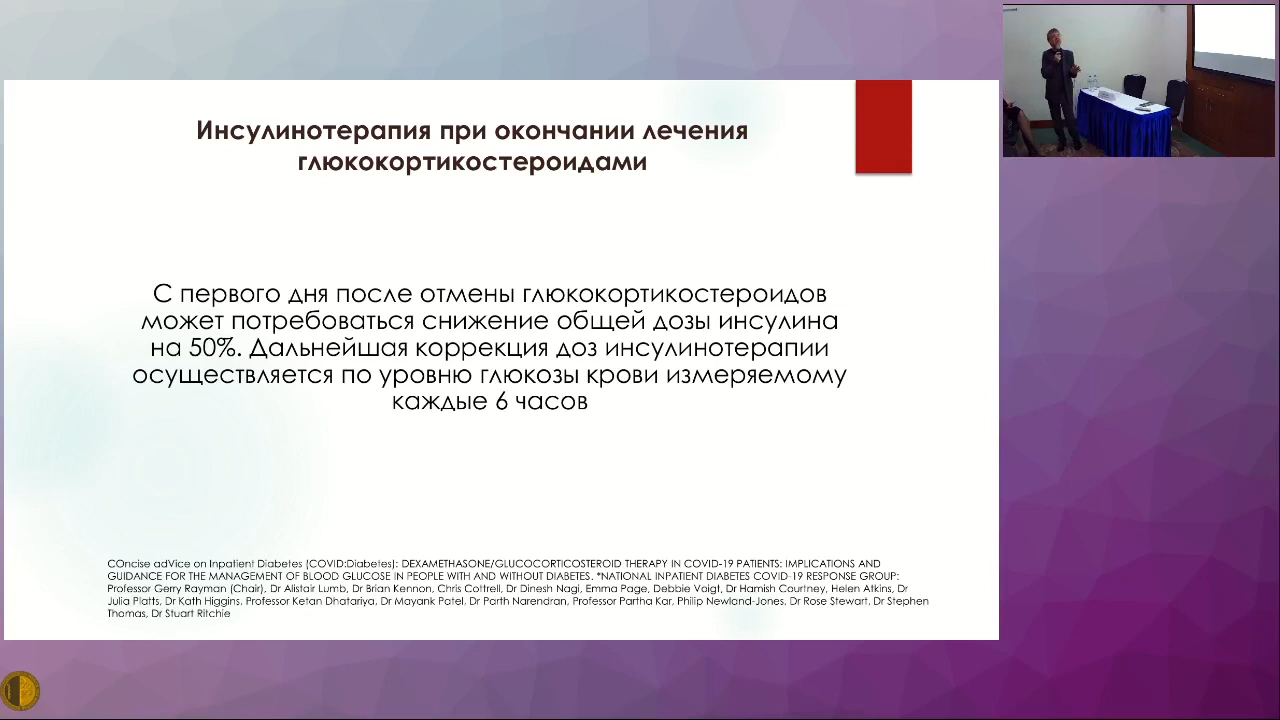 Инсулинотерапия при окончании лечения
глюкокортикостероидами
С первого дня после отмены глюкокортикостероидов
может потребоваться снижение общей дозы инсулина
на 50%. Дальнейшая коррекция доз инсулинотерапии
осуществляется по уровню глюкозы крови измеряемому
каждые 6 часов
COncise adVice on Inpatient Diabetes (COVID:Diabetes): DEXAMETHASONE/GLUCOCORTICOSTEROID THERAPY IN COVID-19 PATIENTS: IMPLICATIONS AND
GUIDANCE FOR THE MANAGEMENT OF BLOOD GLUCOSE IN PEOPLE WITH AND WITHOUT DIABETES. *NATIONAL INPATIENT DIABETES COVID-19 RESPONSE GROUP:
Professor Gerry Rayman (Chair), Dr Alistair Lumb, Dr Brian Kennon, Chris Cottrell, Dr Dinesh Nagi, Emma Page, Debbie Voigt, Dr Hamish Courtney, Helen Atkins, Dr
Julia Platts, Dr Kath Higgins, Professor Ketan Dhatariya, Dr Mayank Patel, Dr Parth Narendran, Professor Partha Kar, Philip Newland-Jones, Dr Rose Stewart, Dr Stephen
Thomas, Dr Stuart Ritchie